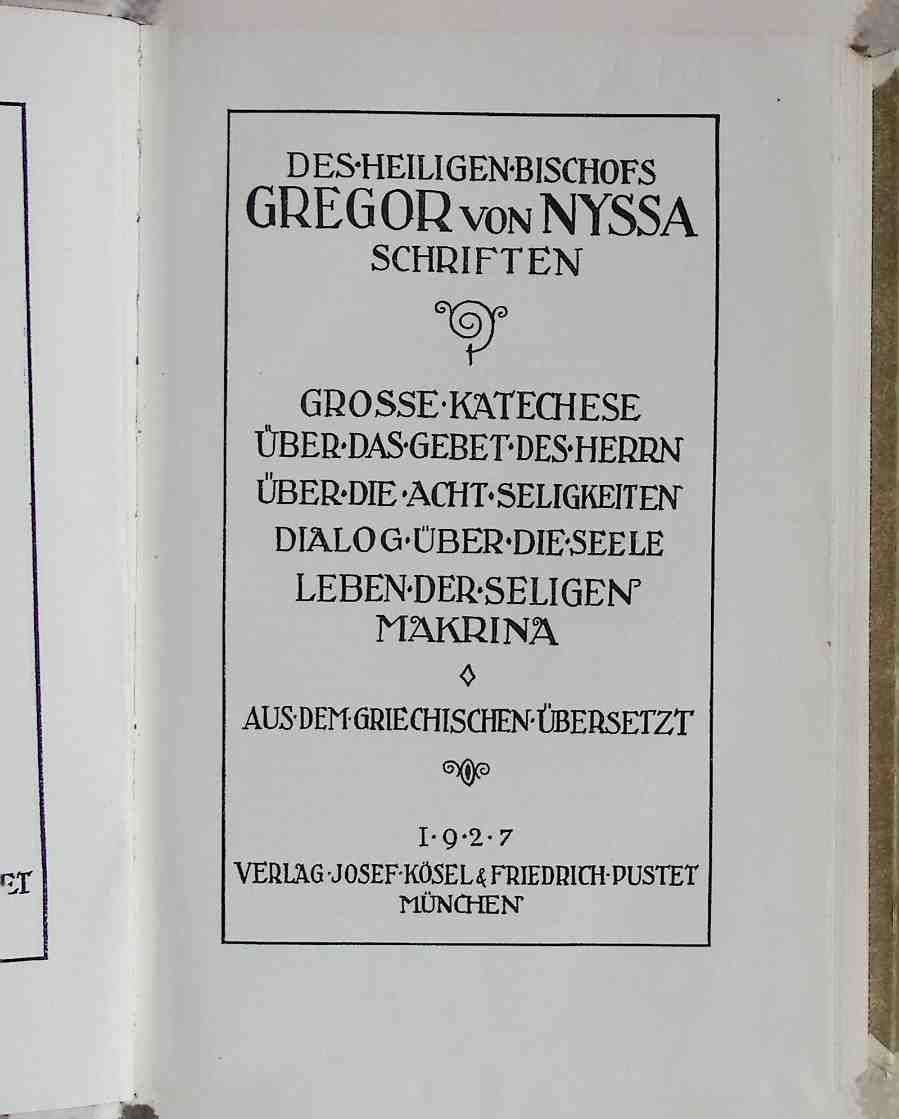 DES·HEILIGEN·BISCHOFS
GREGOR VON NYSSA
SCHRIFTEN
GROSSE·KATECHESE
ÜBER·DAS·GEBET·DES·HERRN
ÜBER·DIE·ACHT·SELIGKEITEN
DIALOG·ÜBER·DIE·SEELE
LEBEN·DER·SELIGEN
MAKRINA
AUS·DEM·GRIECHISCHEN·ÜBERSETZT
1·9·2·7
VERLAG·JOSEF·KÖSEL & FRIEDRICH·PUSTET
MÜNCHEN